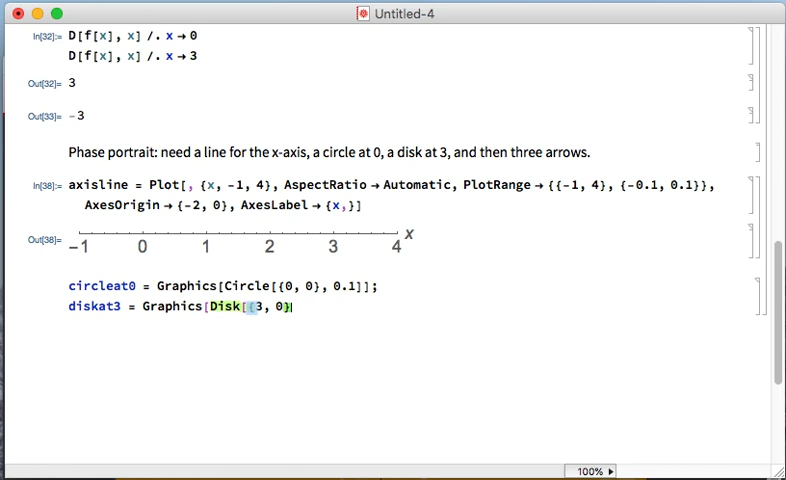 Untitled-4
In[32]:= D[f[x], x] /. x → 0
D[f[x], x] /. x → 3
Out[32]= 3
Out[33]= -3
Phase portrait: need a line for the x-axis, a circle at 0, a disk at 3, and then three arrows.
In[38]:= axisline = Plot[, {x, -1, 4}, AspectRatio → Automatic, PlotRange → {{-1, 4}, {-0.1, 0.1}},
AxesOrigin → {-2, 0}, AxesLabel → {x,}]
Out[38]= -1 0 1 2 3 4 x
circleat0 = Graphics[Circle[{0, 0}, 0.1]];
diskat3 = Graphics[Disk[{3, 0}
100%